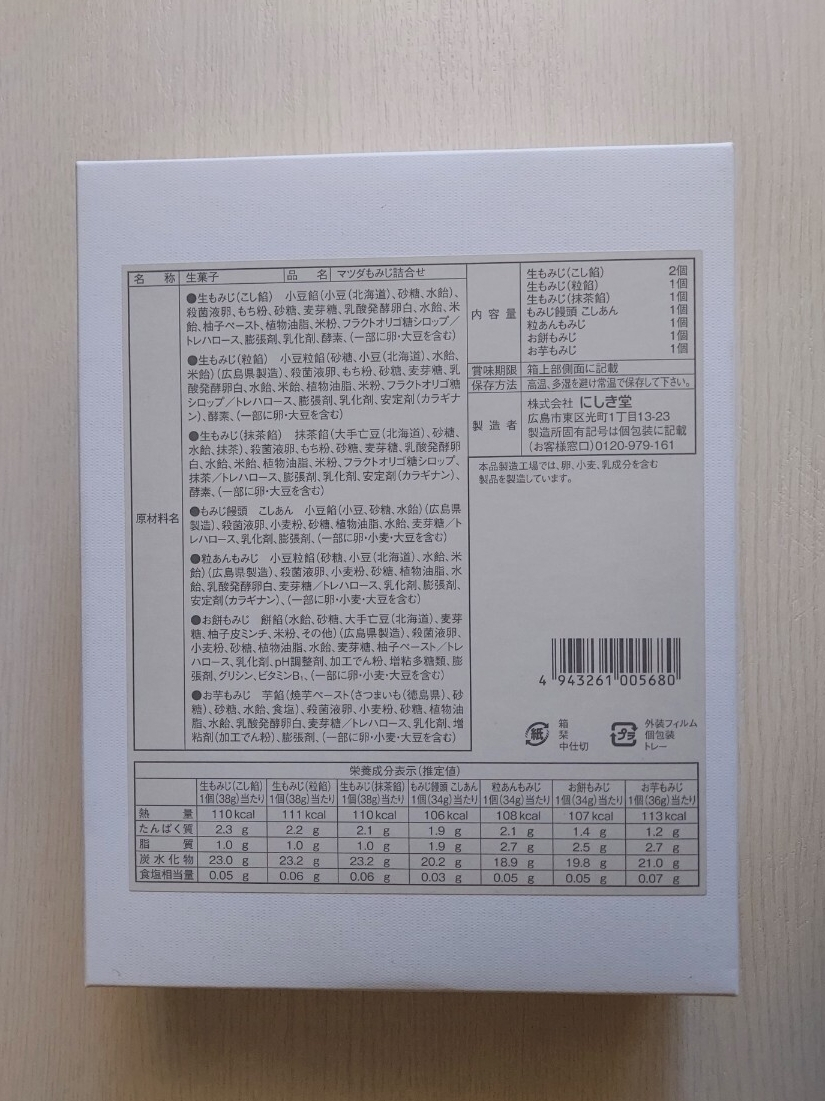 名称 生菓子 品名 マツダもみじ詰合せ
原材料名
●生もみじ(こし餡) 小豆餡(小豆(北海道)、砂糖、水飴)、
殺菌液卵、もち粉、砂糖、麦芽糖、乳酸発酵卵白、水飴、米
飴、柚子ペースト、植物油脂、米粉、フラクトオリゴ糖シロップ/
トレハロース、膨張剤、乳化剤、酵素、(一部に卵・大豆を含む)
●生もみじ(粒餡) 小豆粒餡(砂糖、小豆(北海道)、水飴、
米飴)(広島県製造)、殺菌液卵、もち粉、砂糖、麦芽糖、乳
酸発酵卵白、水飴、米飴、植物油脂、米粉、フラクトオリゴ糖
シロップ/トレハロース、膨張剤、乳化剤、安定剤(カラギナ
ン)、酵素、(一部に卵・大豆を含む)
●生もみじ(抹茶餡) 抹茶餡(大手亡豆(北海道)、砂糖、
水飴、抹茶)、殺菌液卵、もち粉、砂糖、麦芽糖、乳酸発酵卵
白、水飴、米飴、植物油脂、米粉、フラクトオリゴ糖シロップ、
抹茶/トレハロース、膨張剤、乳化剤、安定剤(カラギナン)、
酵素、(一部に卵・大豆を含む)
●もみじ饅頭 こしあん 小豆餡(小豆、砂糖、水飴)(広島県
製造)、殺菌液卵、小麦粉、砂糖、植物油脂、水飴、麦芽糖/ト
レハロース、乳化剤、膨張剤、(一部に卵・小麦・大豆を含む)
●粒あんもみじ 小豆粒餡(砂糖、小豆(北海道)、水飴、米
飴)(広島県製造)、殺菌液卵、小麦粉、砂糖、植物油脂、水
飴、乳酸発酵卵白、麦芽糖/トレハロース、乳化剤、膨張剤、
安定剤(カラギナン)、(一部に卵・小麦・大豆を含む)
●お餅もみじ 餅餡(水飴、砂糖、大手亡豆(北海道)、麦芽
糖、柚子皮ミンチ、米粉、その他)(広島県製造)、殺菌液卵、
小麦粉、砂糖、植物油脂、水飴、麦芽糖、柚子ペースト/トレ
ハロース、乳化剤、pH調整剤、加工でん粉、増粘多糖類、膨
張剤、グリシン、ビタミンB₁、(一部に卵・小麦・大豆を含む)
●お芋もみじ 芋餡(焼芋ペースト(さつまいも(徳島県)、砂
糖)、砂糖、水飴、食塩)、殺菌液卵、小麦粉、砂糖、植物油
脂、水飴、乳酸発酵卵白、麦芽糖/トレハロース、乳化剤、増
粘剤(加工でん粉)、膨張剤、(一部に卵・小麦・大豆を含む)
内容量
生もみじ(こし餡) 2個
生もみじ(粒餡) 1個
生もみじ(抹茶餡) 1個
もみじ饅頭 こしあん 1個
粒あんもみじ 1個
お餅もみじ 1個
お芋もみじ 1個
賞味期限 箱上部側面に記載
保存方法 高温、多湿を避け常温で保存して下さい。
製造者
株式会社 にしき堂
広島市東区光町1丁目13-23
製造所固有記号は個包装に記載
(お客様窓口)0120-979-161
本品製造工場では、卵、小麦、乳成分を含む
製品を製造しています。
4 943261 005680
紙 箱 栞 中仕切
プラ 外装フィルム 個包装 トレー
栄養成分表示(推定値)
生もみじ(こし餡) 生もみじ(粒餡) 生もみじ(抹茶餡) もみじ饅頭 こしあん 粒あんもみじ お餅もみじ お芋もみじ
1個(38g)当たり 1個(38g)当たり 1個(38g)当たり 1個(34g)当たり 1個(34g)当たり 1個(34g)当たり 1個(36g)当たり
熱量 110kcal 111kcal 110kcal 106kcal 108kcal 107kcal 113kcal
たんぱく質 2.3 g 2.2 g 2.1 g 1.9 g 2.1 g 1.4 g 1.2 g
脂質 1.0 g 1.0 g 1.0 g 1.9 g 2.7 g 2.5 g 2.7 g
炭水化物 23.0 g 23.2 g 23.2 g 20.2 g 18.9 g 19.8 g 21.0 g
食塩相当量 0.05 g 0.06 g 0.06 g 0.03 g 0.05 g 0.05 g 0.07 g